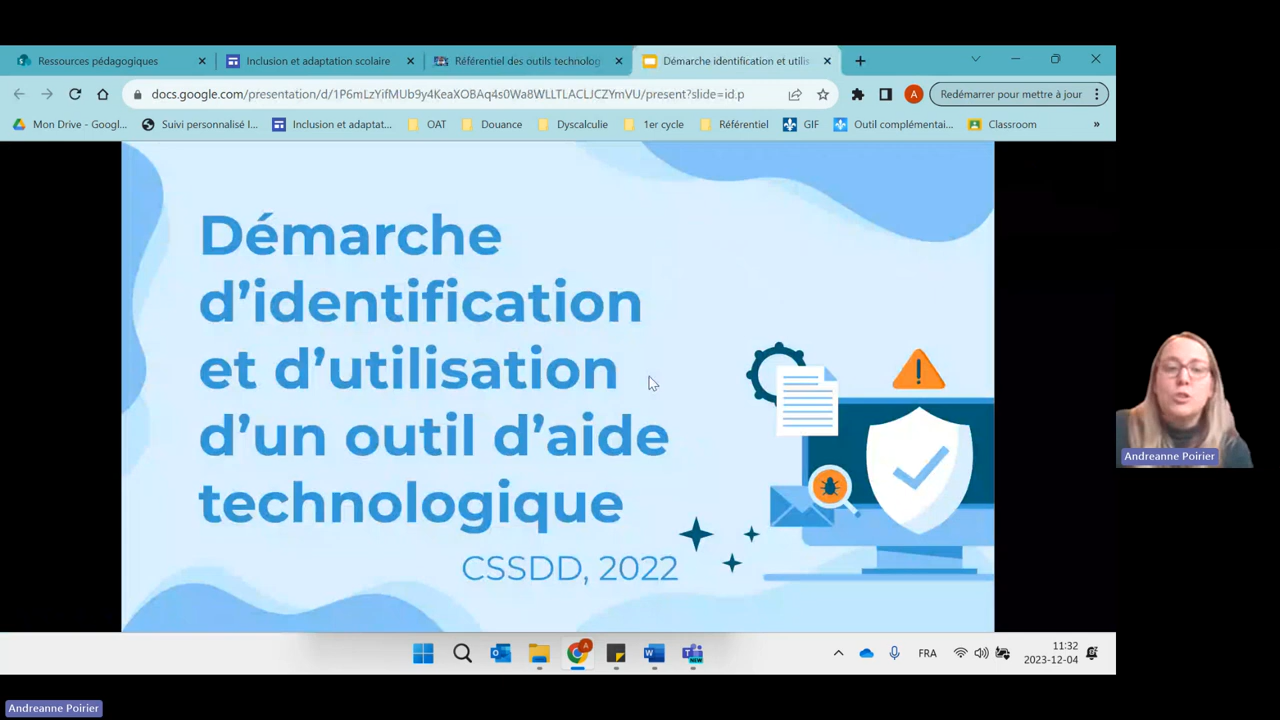 Ressources pédagogiques
Inclusion et adaptation scolaire
Référentiel des outils technolog
Démarche identification et utilis
docs.google.com/presentation/d/1P6mLzYifMUb9y4KeaXOBAq4s0Wa8WLLTLACLJCZYmVU/present?slide=id.p
A
Redémarrer pour mettre à jour
Mon Drive - Googl...
Suivi personnalisé I...
Inclusion et adaptat...
OAT
Douance
Dyscalculie
1er cycle
Référentiel
GIF
Outil complémentai...
Classroom
»
Démarche
d'identification
et d'utilisation
d'un outil d'aide
technologique
CSSDD, 2022
Andreanne Poirier
FRA
11:32
2023-12-04
Andreanne Poirier